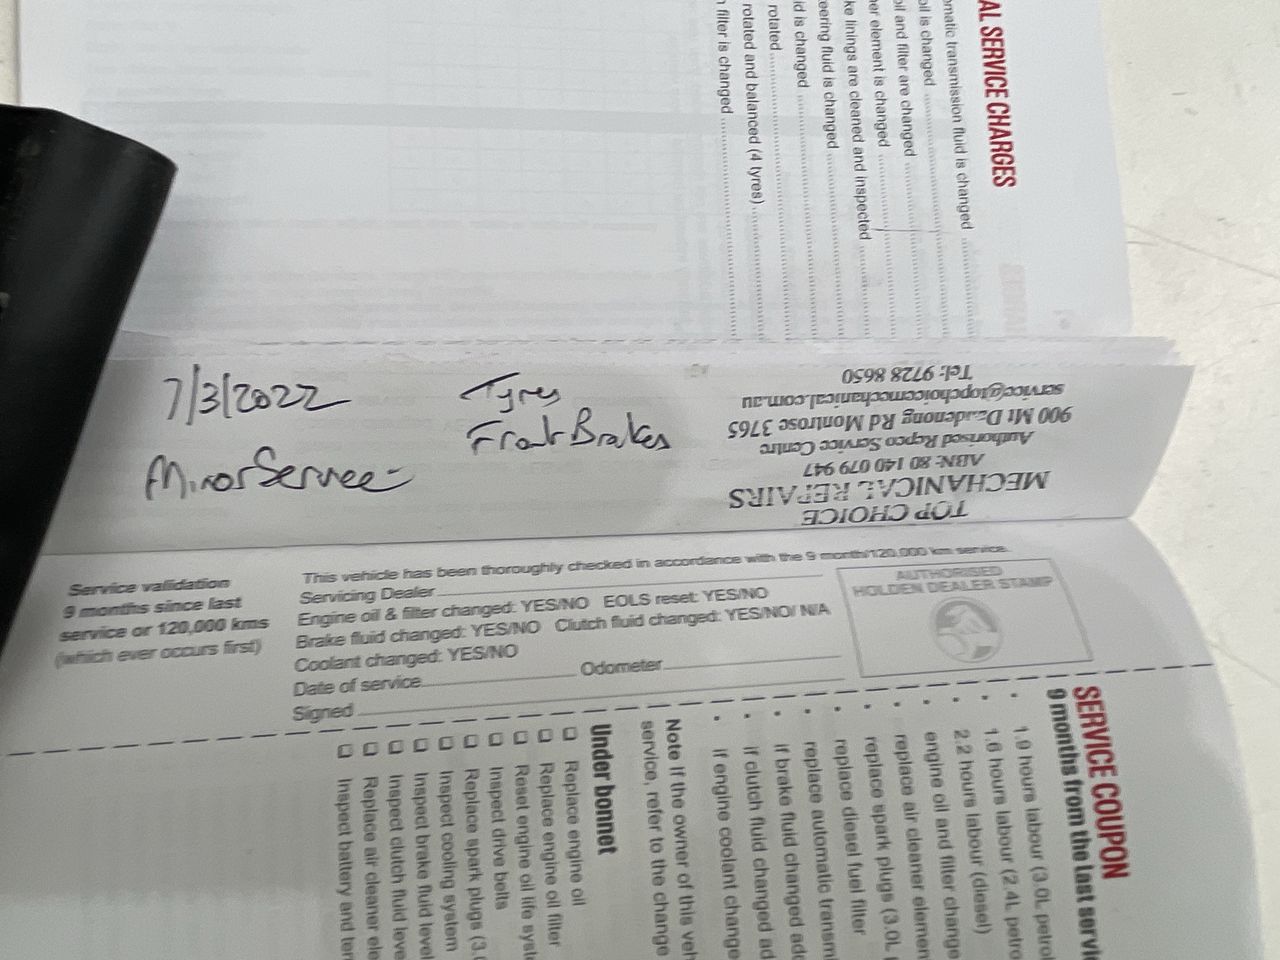 AL SERVICE CHARGES
matic transmission fluid is changed
oil is changed
oil and filter are changed
element is changed
linings are cleaned and inspected
fluid is changed
is changed
rotated
rotated and balanced (4 tyres)
filter is changed
7/3/2022
Minor Service
Tyres
Front Brakes
TOP CHOICE
MECHANICAL REPAIRS
ABN: 80 140 079 947
Authorised Repco Service Centre
900 Mt Dandenong Rd Montrose 3765
service@topchoicemechanical.com.au
Tel: 9728 8650
Service validation
9 months since last
service or 120,000 kms
(which ever occurs first)
This vehicle has been thoroughly checked in accordance with the 9 month/120,000 km service.
Servicing Dealer
Engine oil & filter changed: YES/NO EOLS reset: YES/NO
Brake fluid changed: YES/NO Clutch fluid changed: YES/NO/ N/A
Coolant changed: YES/NO
Date of service Odometer
Signed
AUTHORISED
HOLDEN DEALER STAMP
SERVICE COUPON
9 months from the last servi
• 1.9 hours labour (3.0L petrol
• 1.6 hours labour (2.4L petro
• 2.2 hours labour (diesel)
• engine oil and filter change
• replace air cleaner elemen
• replace spark plugs (3.0L
• replace diesel fuel filter
• replace automatic transmi
• if brake fluid changed add
• if clutch fluid changed ad
• if engine coolant change
Note If the owner of this veh
service, refer to the change
Under bonnet
Replace engine oil
Replace engine oil filter
Reset engine oil life syst
Inspect drive belts
Replace spark plugs (3.0
Inspect cooling system
Inspect brake fluid level
Inspect clutch fluid leve
Replace air cleaner ele
Inspect battery and ter